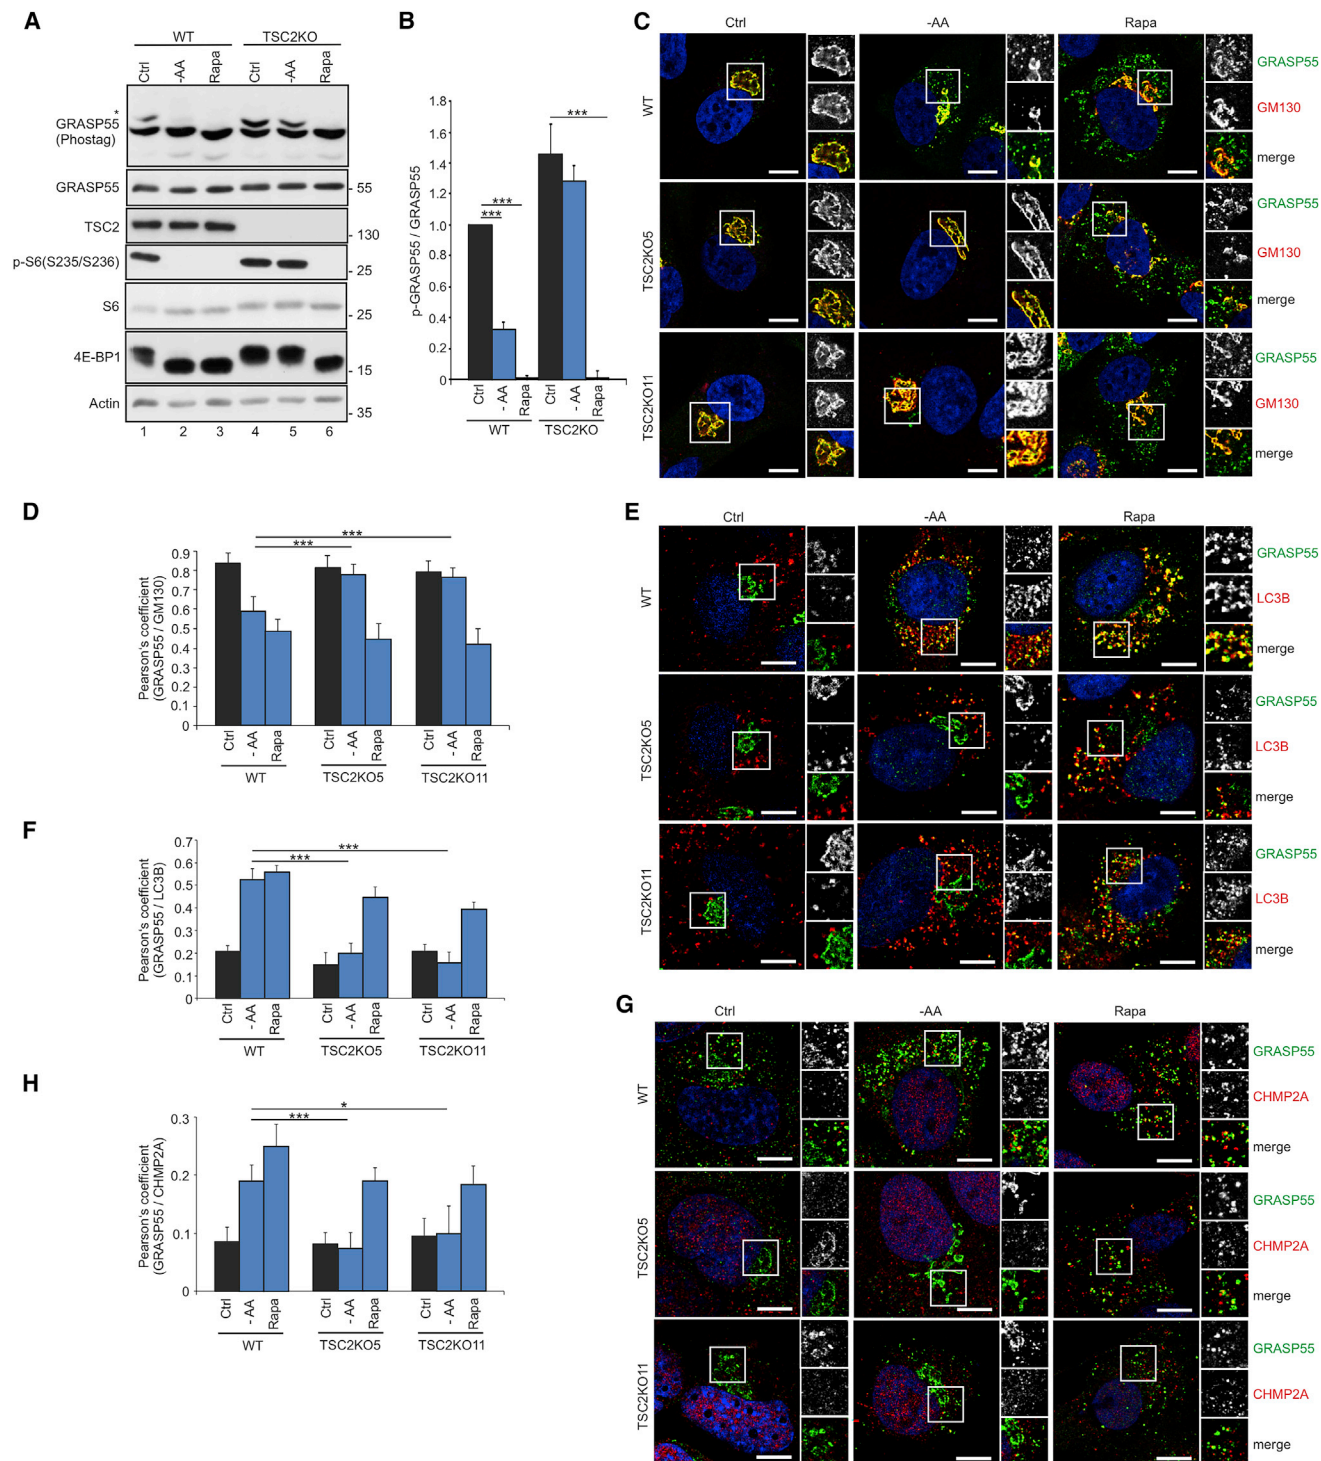 A
WT
TSC2KO
Ctrl
-AA
Rapa
Ctrl
-AA
Rapa
*
GRASP55
(Phostag)
GRASP55
- 55
TSC2
- 130
p-S6(S235/S236)
- 25
S6
- 25
4E-BP1
- 15
Actin
- 35
1 2 3 4 5 6
B
p-GRASP55 / GRASP55
1.8
1.6
1.4
1.2
1.0
0.8
0.6
0.4
0.2
0
***
***
***
Ctrl
- AA
Rapa
Ctrl
- AA
Rapa
WT
TSC2KO
C
Ctrl
-AA
Rapa
WT
GRASP55
GM130
merge
TSC2KO5
GRASP55
GM130
merge
TSC2KO11
GRASP55
GM130
merge
D
Pearson's coefficient
(GRASP55 / GM130)
0.9
0.8
0.7
0.6
0.5
0.4
0.3
0.2
0.1
0
***
***
Ctrl
- AA
Rapa
Ctrl
- AA
Rapa
Ctrl
- AA
Rapa
WT
TSC2KO5
TSC2KO11
E
Ctrl
-AA
Rapa
WT
GRASP55
LC3B
merge
TSC2KO5
GRASP55
LC3B
merge
TSC2KO11
GRASP55
LC3B
merge
F
Pearson's coefficient
(GRASP55 / LC3B)
0.7
0.6
0.5
0.4
0.3
0.2
0.1
0
***
***
Ctrl
- AA
Rapa
Ctrl
- AA
Rapa
Ctrl
- AA
Rapa
WT
TSC2KO5
TSC2KO11
G
Ctrl
-AA
Rapa
WT
GRASP55
CHMP2A
merge
TSC2KO5
GRASP55
CHMP2A
merge
TSC2KO11
GRASP55
CHMP2A
merge
H
Pearson's coefficient
(GRASP55 / CHMP2A)
0.3
0.2
0.1
0
*
***
Ctrl
- AA
Rapa
Ctrl
- AA
Rapa
Ctrl
- AA
Rapa
WT
TSC2KO5
TSC2KO11